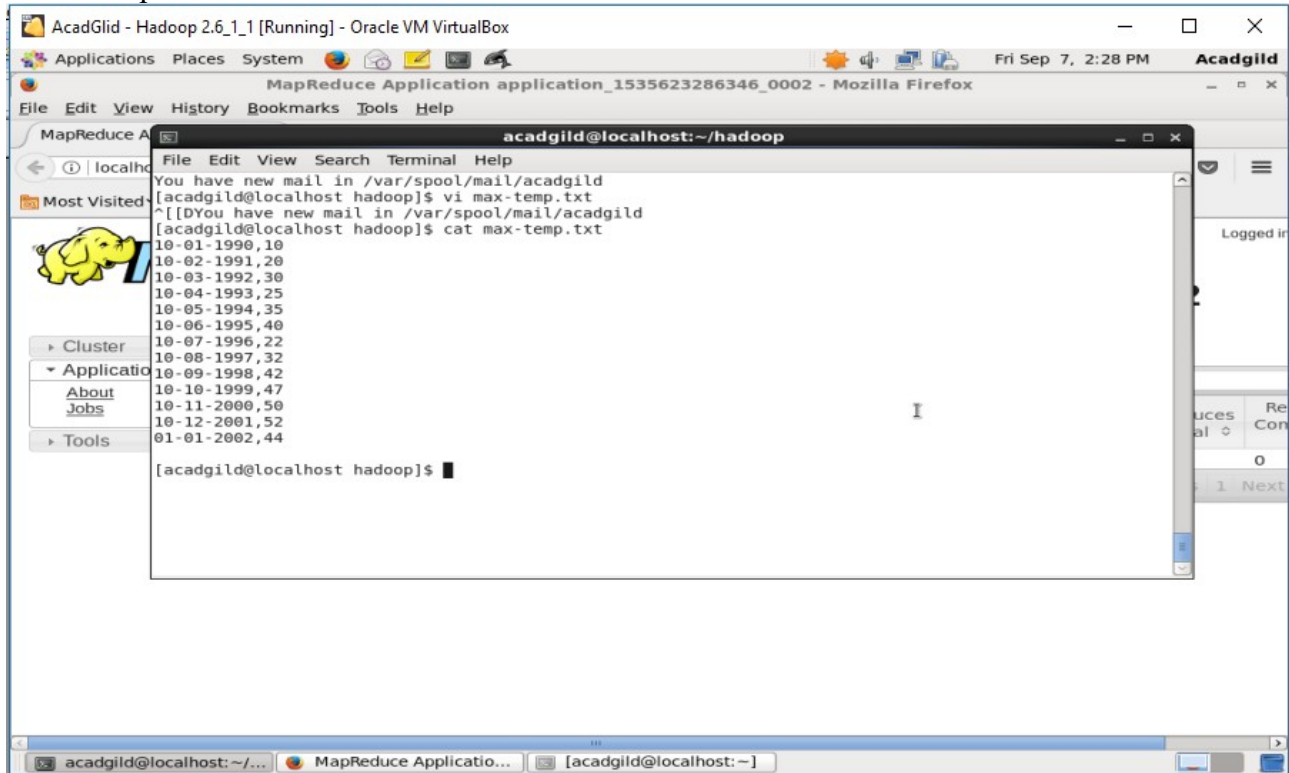 AcadGlid - Hadoop 2.6_1_1 [Running] - Oracle VM VirtualBox
Applications Places System Fri Sep 7, 2:28 PM Acadgild
MapReduce Application application_1535623286346_0002 - Mozilla Firefox
File Edit View History Bookmarks Tools Help
MapReduce A
acadgild@localhost:~/hadoop
File Edit View Search Terminal Help
localho
Most Visited
You have new mail in /var/spool/mail/acadgild
[acadgild@localhost hadoop]$ vi max-temp.txt
^[[DYou have new mail in /var/spool/mail/acadgild
[acadgild@localhost hadoop]$ cat max-temp.txt
10-01-1990,10
10-02-1991,20
10-03-1992,30
10-04-1993,25
10-05-1994,35
10-06-1995,40
10-07-1996,22
10-08-1997,32
10-09-1998,42
10-10-1999,47
10-11-2000,50
10-12-2001,52
01-01-2002,44
[acadgild@localhost hadoop]$
Logged in
Cluster
Applicatio
About
Jobs
Tools
uces Re
al Con
0
1 Next
acadgild@localhost:~/... MapReduce Applicatio... [acadgild@localhost:~]